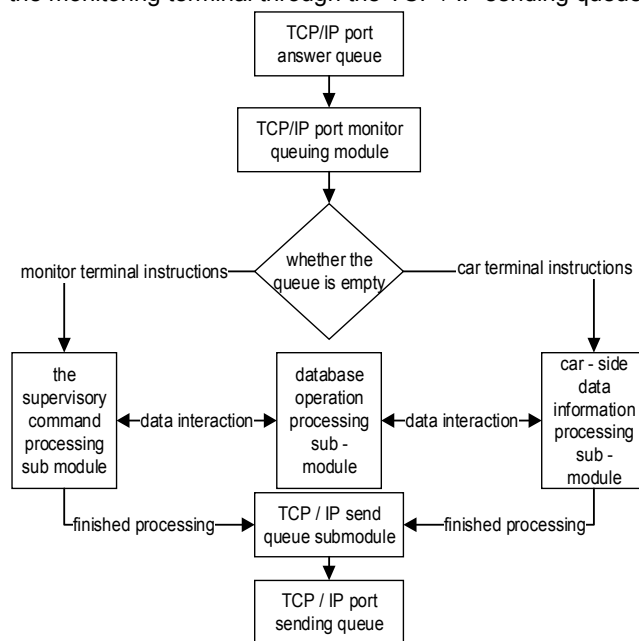 the monitoring terminal through the TCP / IP sending queue
TCP/IP port
answer queue
TCP/IP port monitor
queuing module
whether the
queue is empty
monitor terminal instructions
car terminal instructions
the
supervisory
command
processing
sub module
data interaction
database
operation
processing
sub -
module
data interaction
car - side
data
information
processing
sub -
module
finished processing
TCP / IP send
queue submodule
finished processing
TCP / IP port
sending queue